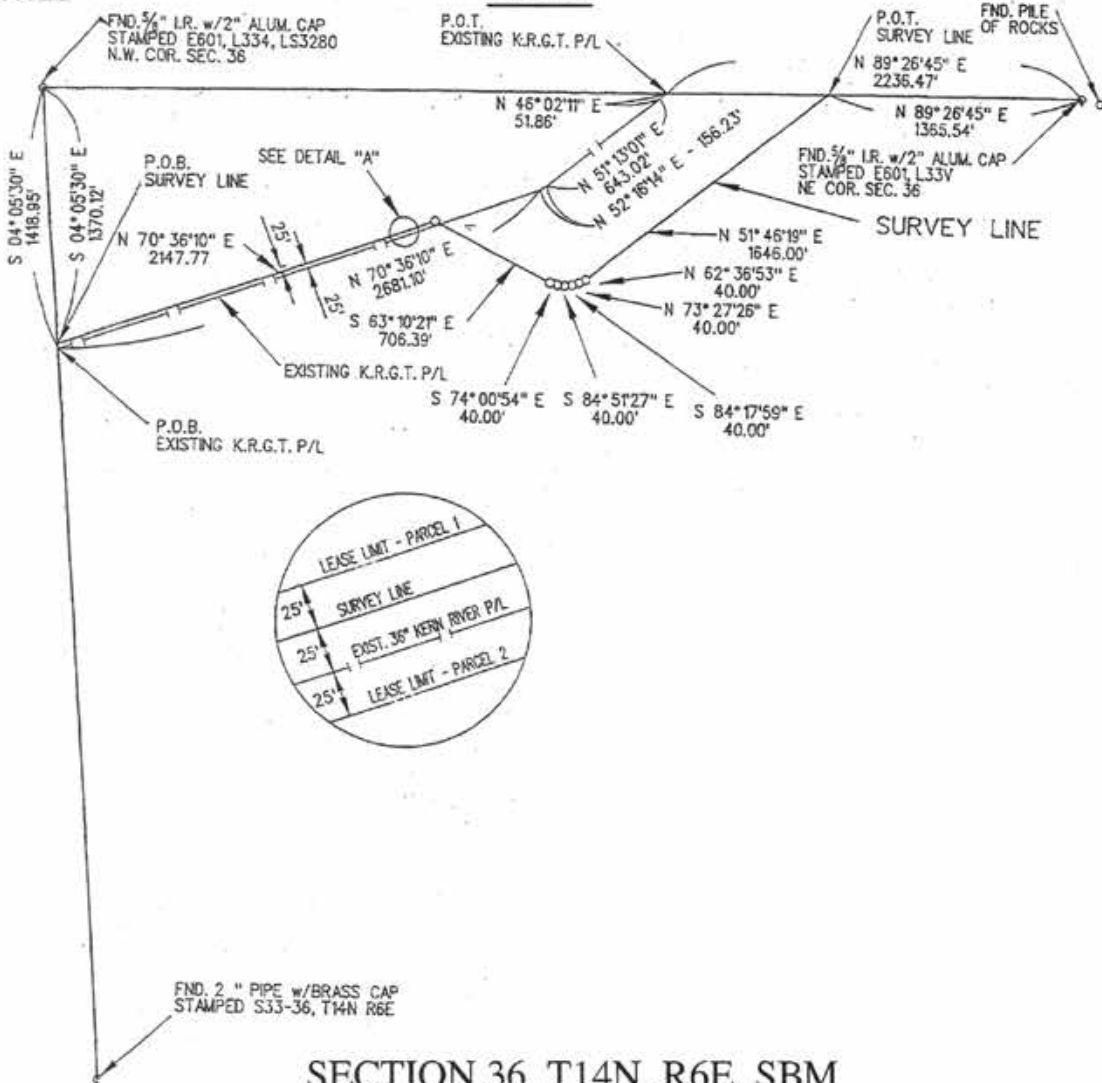 FND. 5/8" I.R. w/2" ALUM. CAP
STAMPED E601, L334, LS3280
N.W. COR. SEC. 36
P.O.T.
EXISTING K.R.G.T. P/L
P.O.T.
SURVEY LINE
FND. PILE
OF ROCKS
N 89°26'45" E
2236.47'
N 46°02'11" E
51.86'
N 89°26'45" E
1365.54'
FND. 5/8" I.R. w/2" ALUM. CAP
STAMPED E601, L33V
NE COR. SEC. 36
S 04°05'30" E
1418.95'
S 04°05'30" E
1370.12'
P.O.B.
SURVEY LINE
SEE DETAIL "A"
N 51°13'01" E
643.02'
N 52°16'14" E - 156.23'
SURVEY LINE
N 70°36'10" E
2147.77
25'
25'
N 70°36'10" E
2681.10'
N 51°46'19" E
1646.00'
N 62°36'53" E
40.00'
N 73°27'26" E
40.00'
S 63°10'21" E
706.39'
EXISTING K.R.G.T. P/L
S 74°00'54" E
40.00'
S 84°51'27" E
40.00'
S 84°17'59" E
40.00'
P.O.B.
EXISTING K.R.G.T. P/L
LEASE LIMIT - PARCEL 1
25'
SURVEY LINE
25'
EXIST. 36" KERN RIVER P/L
25'
LEASE LIMIT - PARCEL 2
FND. 2 " PIPE w/BRASS CAP
STAMPED S33-36, T14N R6E
SECTION 36, T14N, R6E, SBM